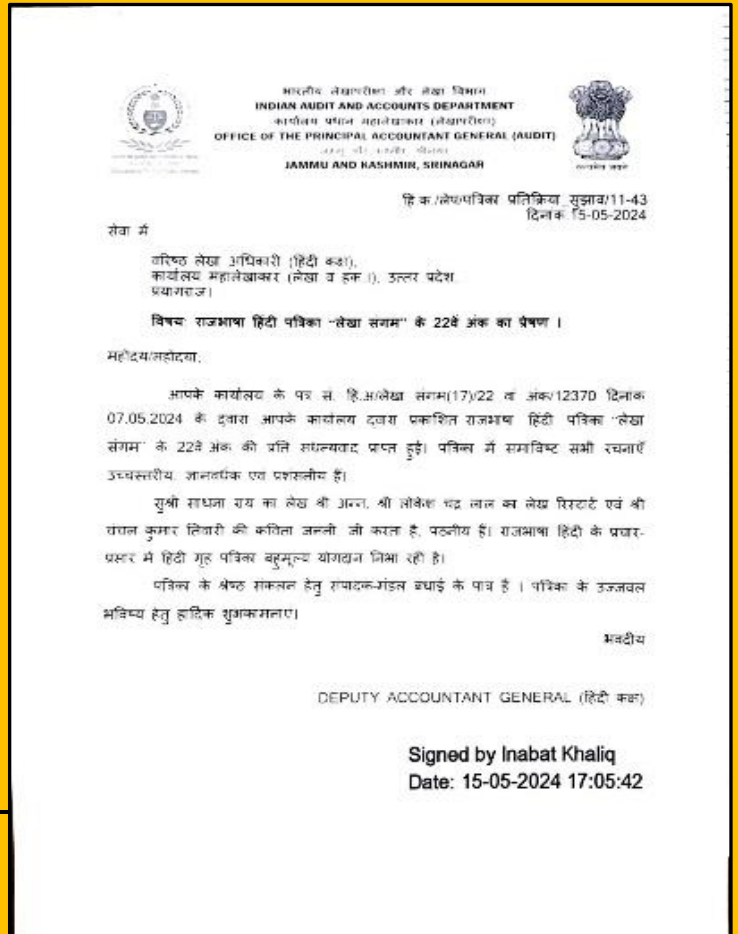 भारतीय लेखापरीक्षा और लेखा विभाग
INDIAN AUDIT AND ACCOUNTS DEPARTMENT
कार्यालय प्रधान महालेखाकार (लेखापरीक्षा)
OFFICE OF THE PRINCIPAL ACCOUNTANT GENERAL (AUDIT)
JAMMU AND KASHMIR, SRINAGAR
हि.क./लेप/पत्रिका प्रतिक्रिया_सुझाव/11-43
दिनांक 15-05-2024
सेवा में
वरिष्ठ लेखा अधिकारी (हिंदी कक्ष),
कार्यालय महालेखाकार (लेखा व हक.), उत्तर प्रदेश
प्रयागराज।
विषय: राजभाषा हिंदी पत्रिका "लेखा संगम" के 22वें अंक का प्रेषण ।
महोदय/महोदया,
आपके कार्यालय के पत्र सं. हि.अ/लेखा संगम(17)/22 वां अंक/12370 दिनांक
07.05.2024 के द्वारा आपके कार्यालय द्वारा प्रकाशित राजभाषा हिंदी पत्रिका "लेखा
संगम" के 22वें अंक की प्रति सधन्यवाद प्राप्त हुई। पत्रिका में समाविष्ट सभी रचनाएँ
उच्चस्तरीय, ज्ञानवर्धक एवं प्रशंसनीय हैं।
सुश्री साधना राय का लेख श्री अन्न, श्री लोकेश चंद्र लाल का लेख रिस्टार्ट एवं श्री
चंचल कुमार तिवारी की कविता जननी जी करता है, पठनीय हैं। राजभाषा हिंदी के प्रचार-
प्रसार में हिंदी गृह पत्रिका बहुमूल्य योगदान निभा रही है।
पत्रिका के श्रेष्ठ संकलन हेतु संपादक-मंडल बधाई के पात्र हैं । पत्रिका के उज्जवल
भविष्य हेतु हार्दिक शुभकामनाएं।
भवदीय
DEPUTY ACCOUNTANT GENERAL (हिंदी कक्ष)
Signed by Inabat Khaliq
Date: 15-05-2024 17:05:42